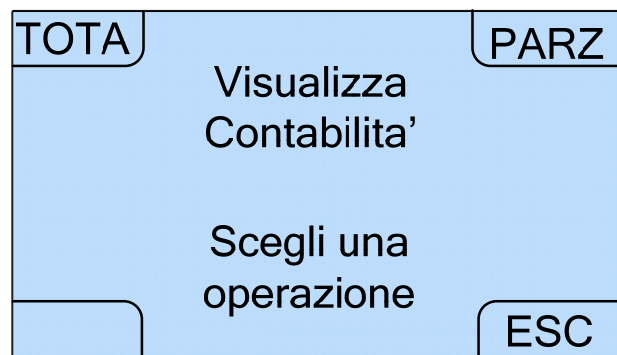 TOTA
PARZ
Visualizza
Contabilita’
Scegli una
operazione
ESC